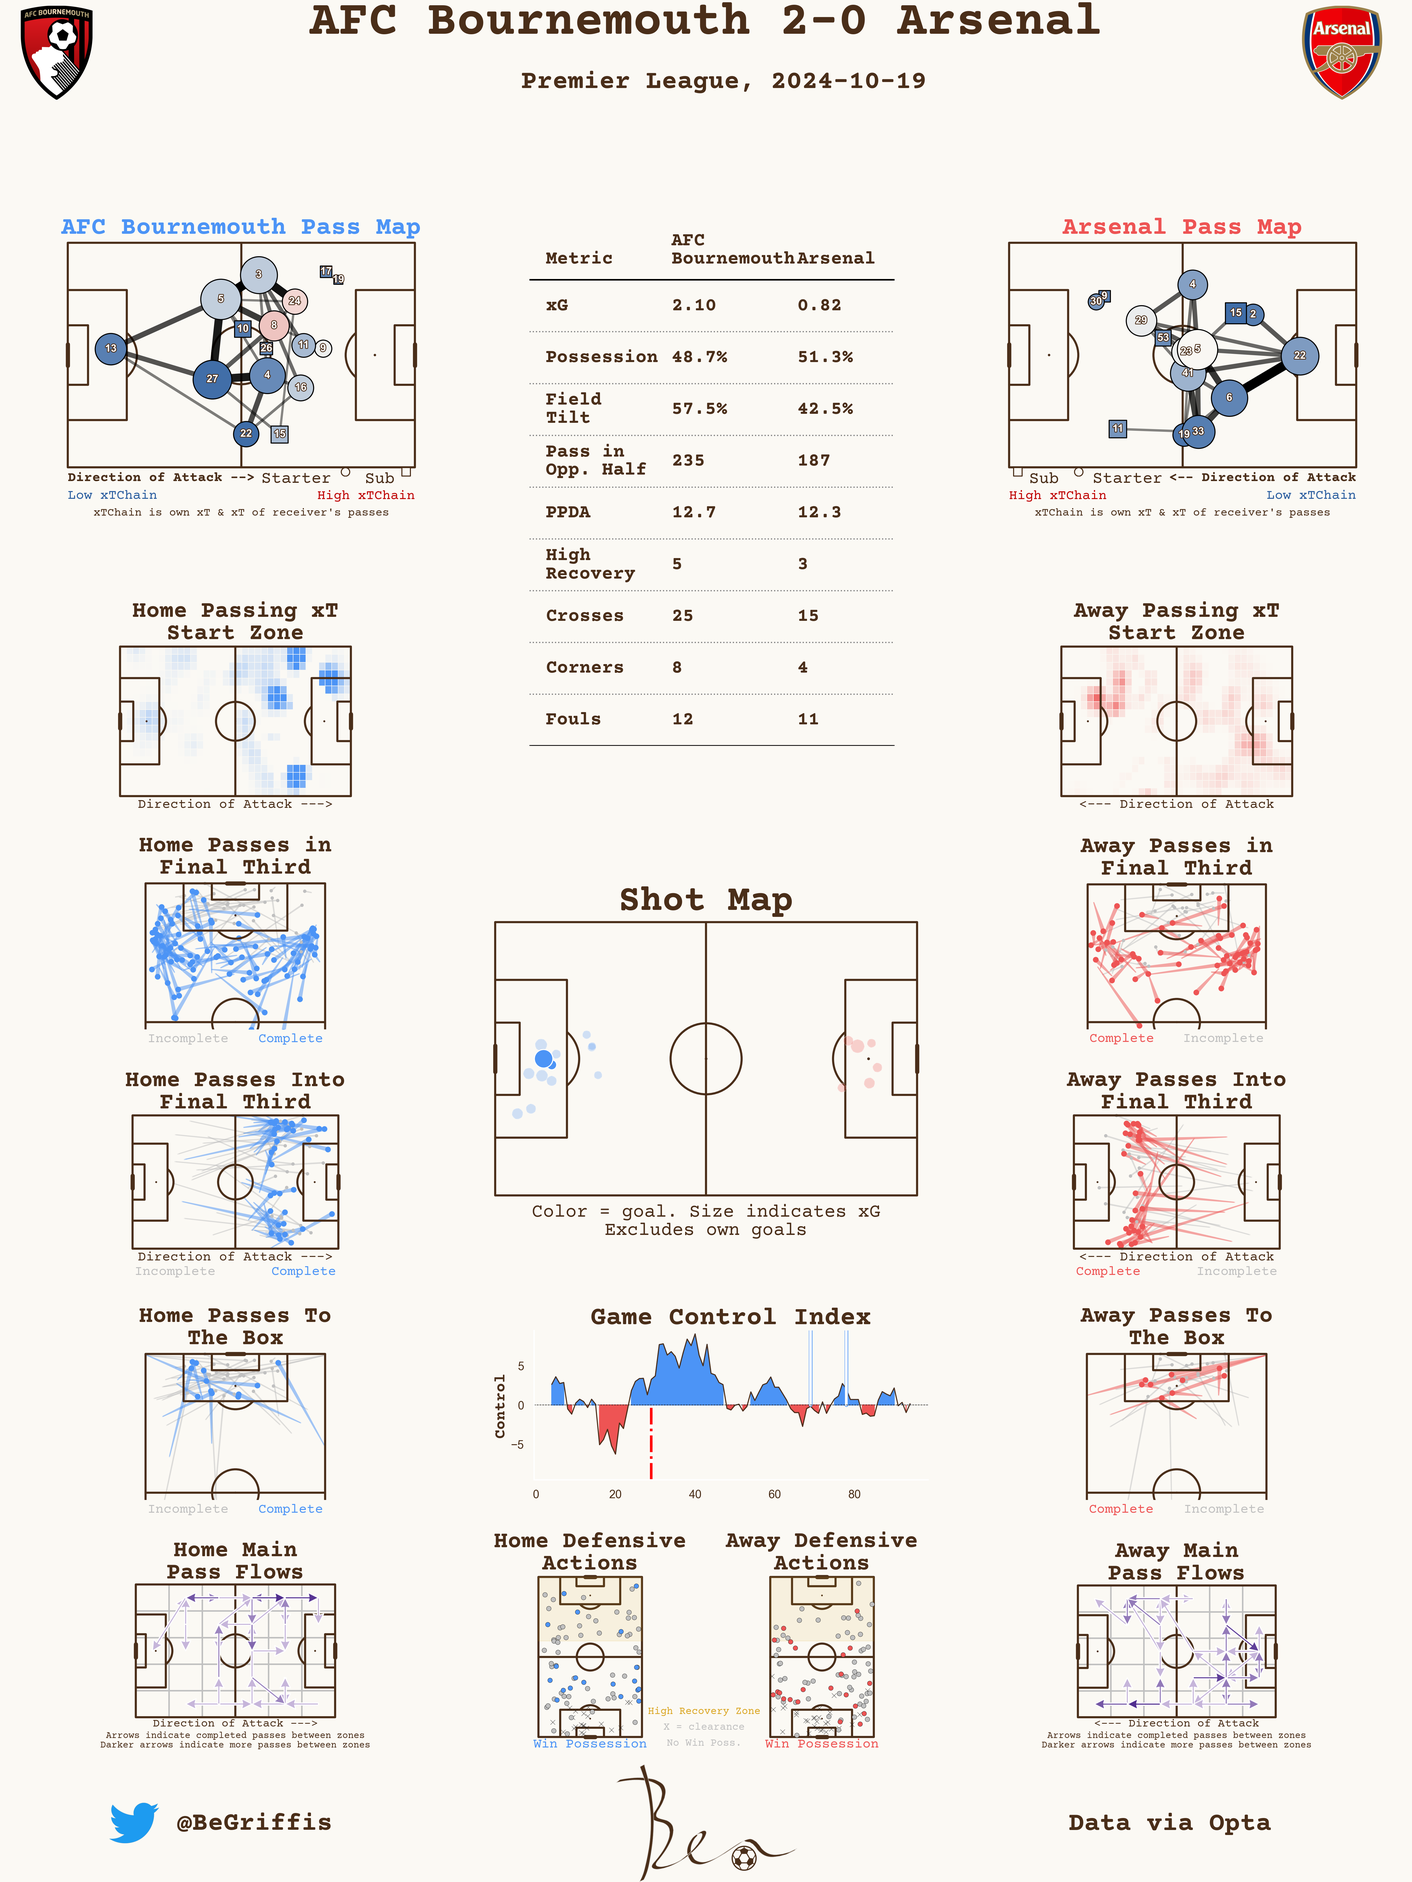 AFC Bournemouth 2-0 Arsenal
Premier League, 2024-10-19
AFC BOURNEMOUTH
Arsenal
AFC Bournemouth Pass Map
3
17
19
5
24
10
8
13
26
11
9
27
4
16
22
15
Direction of Attack --> Starter Sub
Low xTChain High xTChain
xTChain is own xT & xT of receiver's passes
Metric AFC Bournemouth Arsenal
xG 2.10 0.82
Possession 48.7% 51.3%
Field Tilt 57.5% 42.5%
Pass in Opp. Half 235 187
PPDA 12.7 12.3
High Recovery 5 3
Crosses 25 15
Corners 8 4
Fouls 12 11
Arsenal Pass Map
4
9
30
29
15
2
53
23
5
22
41
6
11
19
33
Sub Starter <-- Direction of Attack
High xTChain Low xTChain
xTChain is own xT & xT of receiver's passes
Home Passing xT
Start Zone
Direction of Attack --->
Away Passing xT
Start Zone
<--- Direction of Attack
Home Passes in
Final Third
Incomplete Complete
Away Passes in
Final Third
Complete Incomplete
Shot Map
Color = goal. Size indicates xG
Excludes own goals
Home Passes Into
Final Third
Direction of Attack --->
Incomplete Complete
Away Passes Into
Final Third
<--- Direction of Attack
Complete Incomplete
Home Passes To
The Box
Incomplete Complete
Game Control Index
Control
5
0
−5
0 20 40 60 80
Away Passes To
The Box
Complete Incomplete
Home Main
Pass Flows
Direction of Attack --->
Arrows indicate completed passes between zones
Darker arrows indicate more passes between zones
Home Defensive
Actions
Win Possession
Away Defensive
Actions
Win Possession
High Recovery Zone
X = clearance
No Win Poss.
Away Main
Pass Flows
<--- Direction of Attack
Arrows indicate completed passes between zones
Darker arrows indicate more passes between zones
@BeGriffis
Ben
Data via Opta